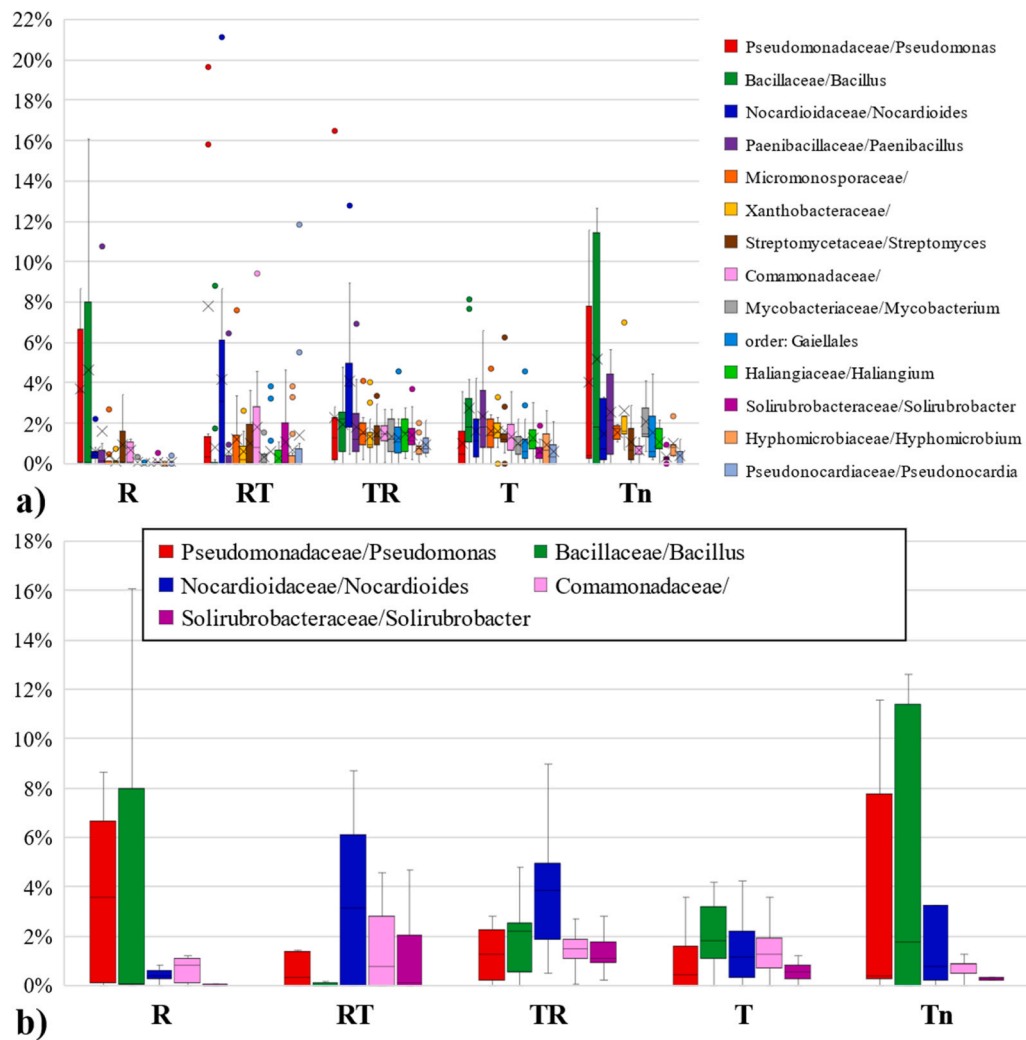 22%
20%
18%
16%
14%
12%
10%
8%
6%
4%
2%
0%
Pseudomonadaceae/Pseudomonas
Bacillaceae/Bacillus
Nocardioidaceae/Nocardioides
Paenibacillaceae/Paenibacillus
Micromonosporaceae/
Xanthobacteraceae/
Streptomycetaceae/Streptomyces
Comamonadaceae/
Mycobacteriaceae/Mycobacterium
order: Gaiellales
Haliangiaceae/Haliangium
Solirubrobacteraceae/Solirubrobacter
Hyphomicrobiaceae/Hyphomicrobium
Pseudonocardiaceae/Pseudonocardia
a) R RT TR T Tn
18%
16%
14%
12%
10%
8%
6%
4%
2%
0%
Pseudomonadaceae/Pseudomonas Bacillaceae/Bacillus
Nocardioidaceae/Nocardioides Comamonadaceae/
Solirubrobacteraceae/Solirubrobacter
b) R RT TR T Tn